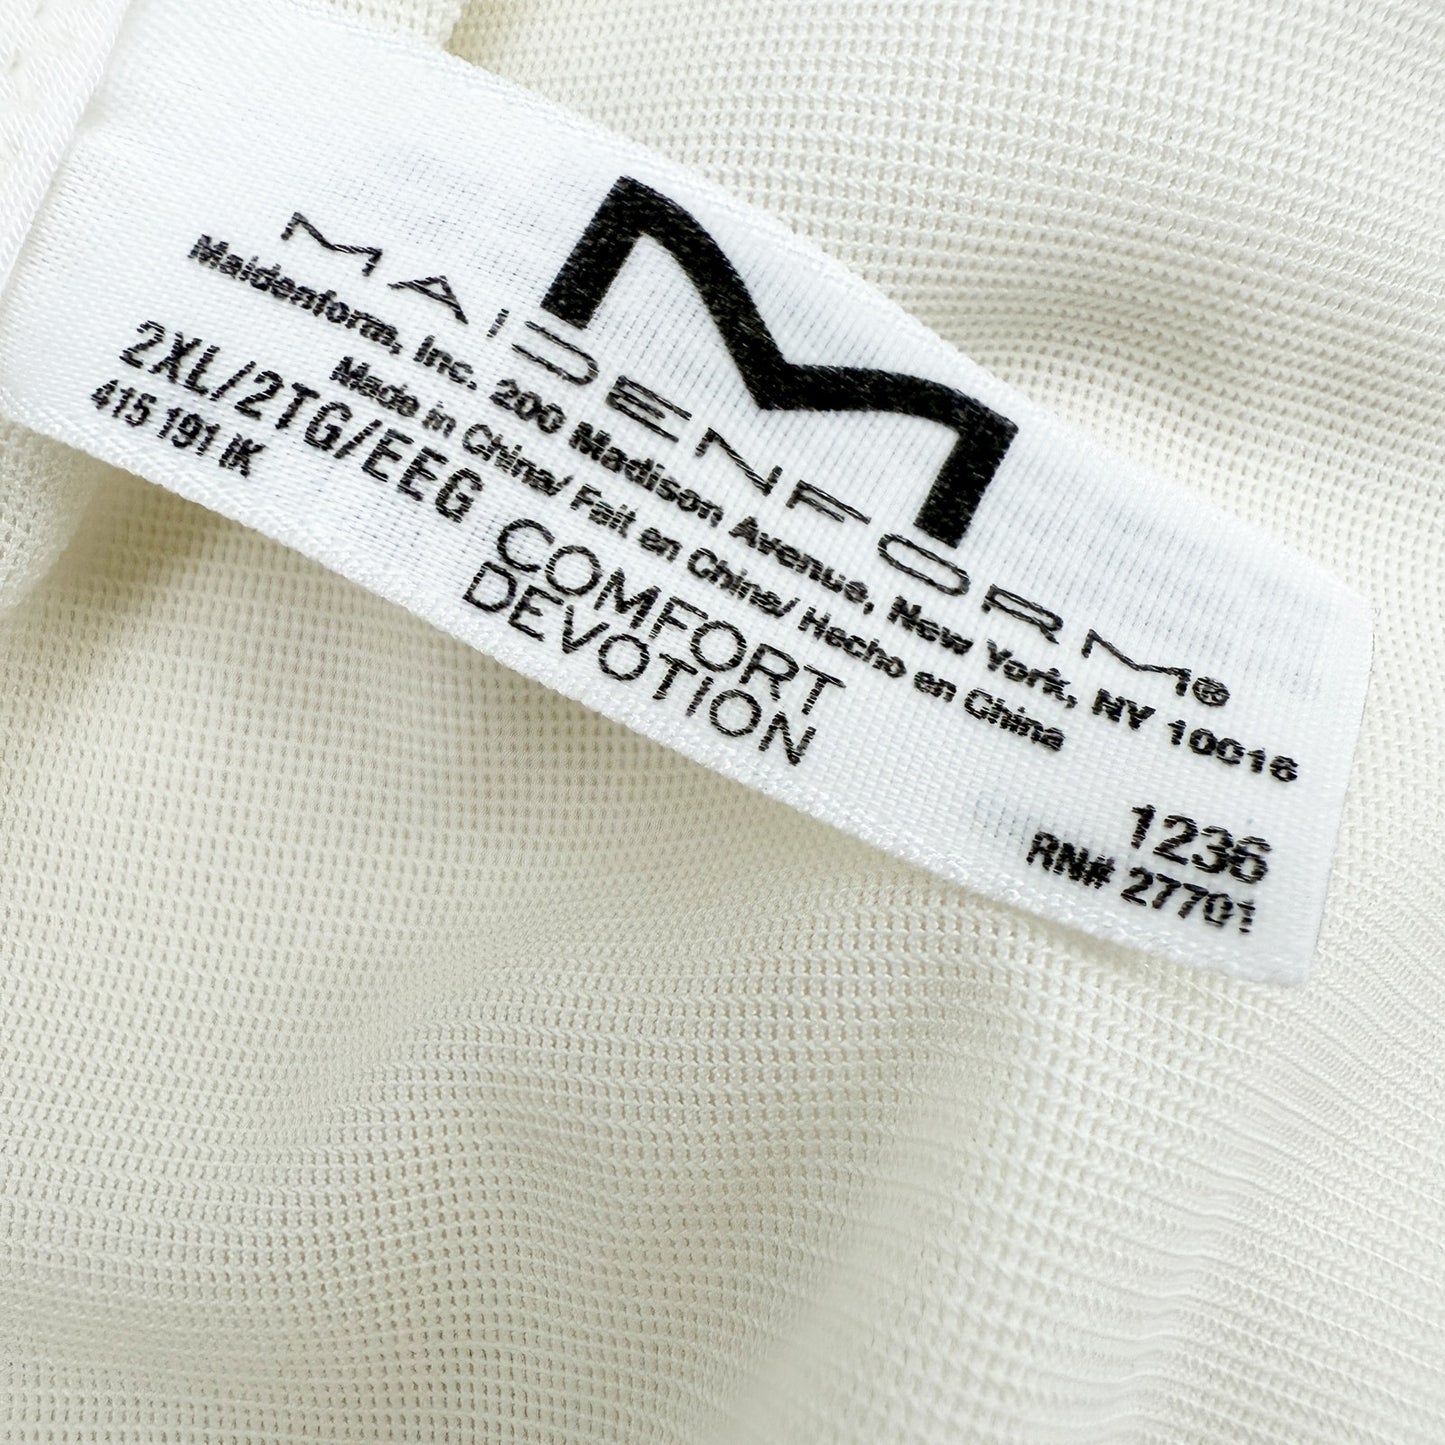 M
MAIDENFORM®
Maidenform, Inc. 200 Madison Avenue, New York, NY 10016
Made in China/ Fait en China/ Hecho en China
2XL/2TG/EEG
415 191 IK
COMFORT
DEVOTION
1236
RN# 27701